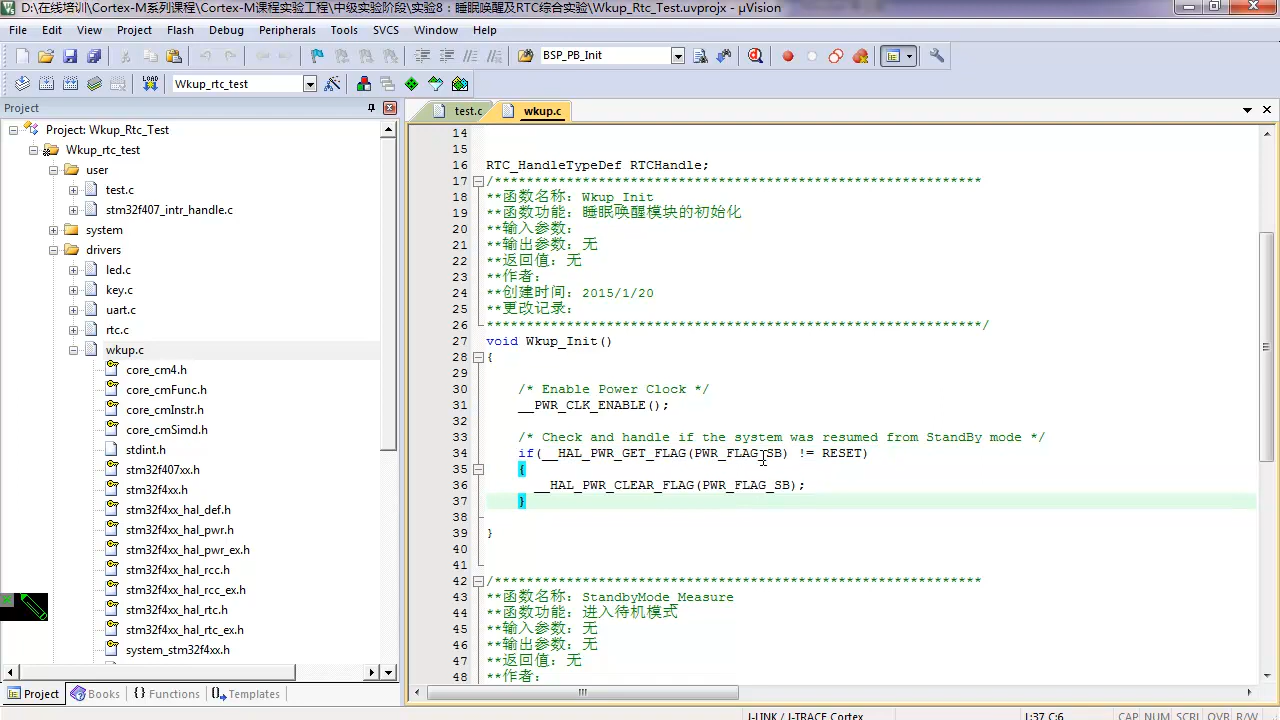 D:\在线培训\Cortex-M系列课程\Cortex-M课程实验工程\中级实验阶段\实验8：睡眠唤醒及RTC综合实验\Wkup_Rtc_Test.uvprojx - µVision
File Edit View Project Flash Debug Peripherals Tools SVCS Window Help
BSP_PB_Init
LOAD Wkup_rtc_test
Project
test.c wkup.c
Project: Wkup_Rtc_Test
Wkup_rtc_test
user
test.c
stm32f407_intr_handle.c
system
drivers
led.c
key.c
uart.c
rtc.c
wkup.c
core_cm4.h
core_cmFunc.h
core_cmInstr.h
core_cmSimd.h
stdint.h
stm32f407xx.h
stm32f4xx.h
stm32f4xx_hal_def.h
stm32f4xx_hal_pwr.h
stm32f4xx_hal_pwr_ex.h
stm32f4xx_hal_rcc.h
stm32f4xx_hal_rcc_ex.h
stm32f4xx_hal_rtc.h
stm32f4xx_hal_rtc_ex.h
system_stm32f4xx.h
Project Books {} Functions Templates
14
15
16 RTC_HandleTypeDef RTCHandle;
17 /*************************************************************
18 **函数名称：Wkup_Init
19 **函数功能：睡眠唤醒模块的初始化
20 **输入参数：
21 **输出参数：无
22 **返回值：无
23 **作者：
24 **创建时间：2015/1/20
25 **更改记录：
26 **************************************************************/
27 void Wkup_Init()
28 {
29
30 /* Enable Power Clock */
31 __PWR_CLK_ENABLE();
32
33 /* Check and handle if the system was resumed from StandBy mode */
34 if(__HAL_PWR_GET_FLAG(PWR_FLAG_SB) != RESET)
35 {
36 __HAL_PWR_CLEAR_FLAG(PWR_FLAG_SB);
37 }
38
39 }
40
41
42 /*************************************************************
43 **函数名称：StandbyMode_Measure
44 **函数功能：进入待机模式
45 **输入参数：无
46 **输出参数：无
47 **返回值：无
48 **作者：
J-LINK / J-TRACE Cortex L:37 C:6 CAP NUM SCRL OVR R/W